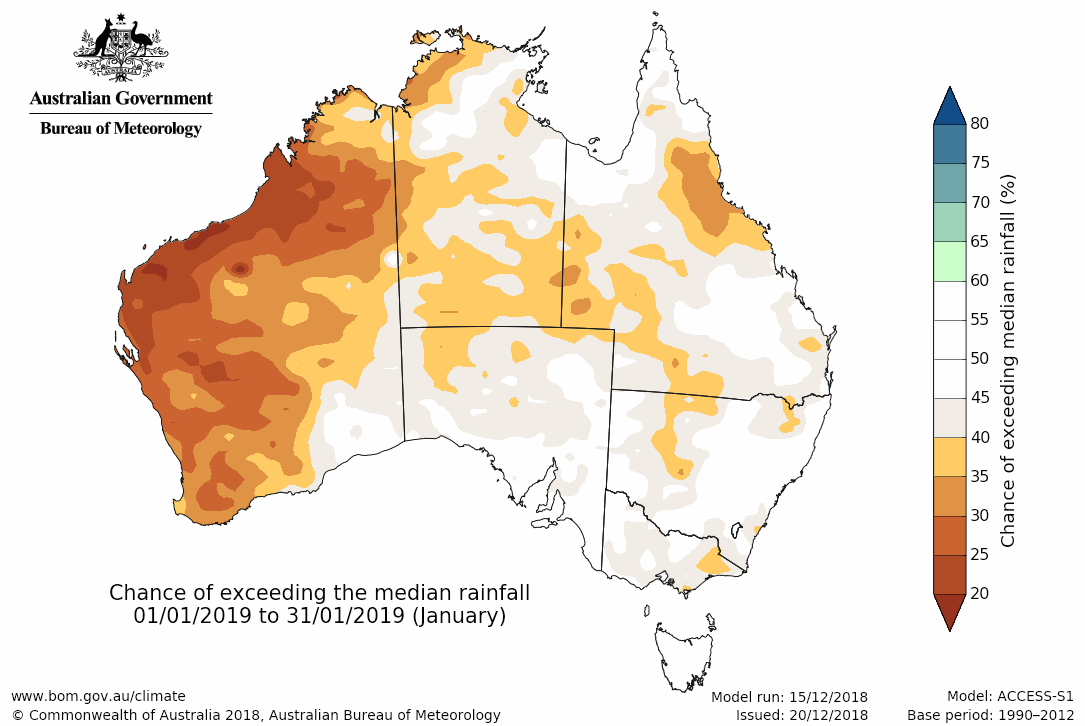 AUSTRALIA
Australian Government
Bureau of Meteorology
80
75
70
65
60
55
50
45
40
35
30
25
20
Chance of exceeding median rainfall (%)
Chance of exceeding the median rainfall
01/01/2019 to 31/01/2019 (January)
www.bom.gov.au/climate
© Commonwealth of Australia 2018, Australian Bureau of Meteorology
Model run: 15/12/2018
Issued: 20/12/2018
Model: ACCESS-S1
Base period: 1990–2012